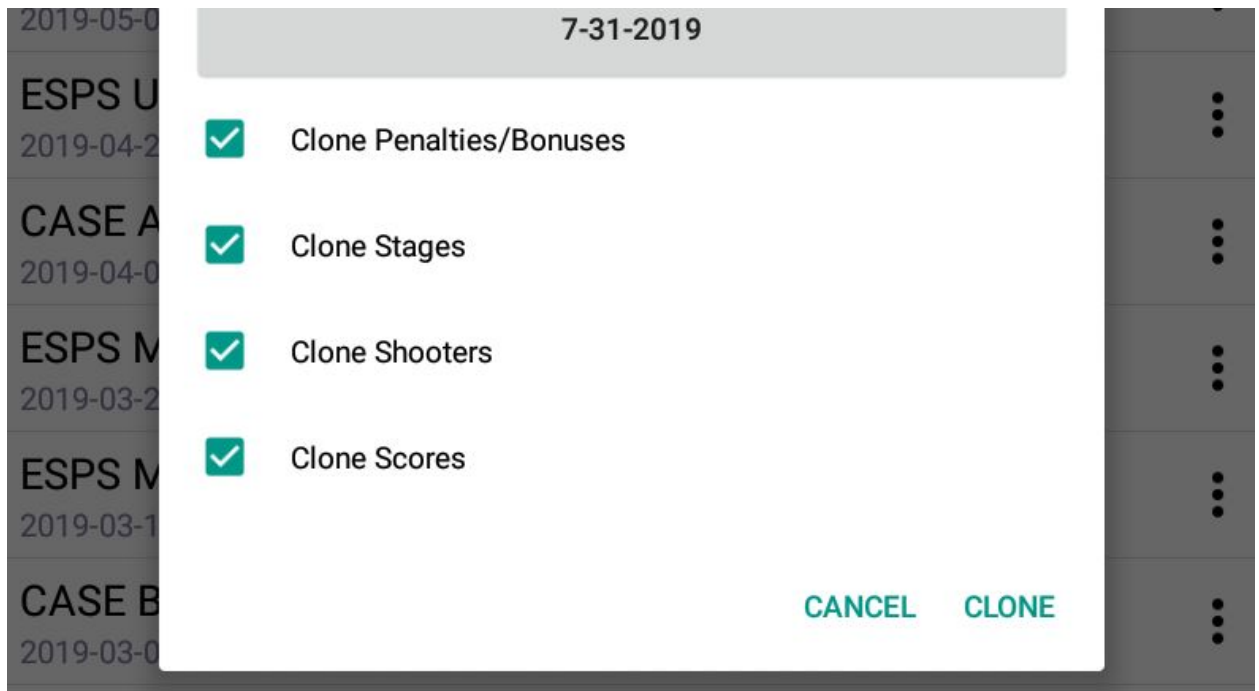 2019-05-0
7-31-2019
ESPS U
2019-04-2
Clone Penalties/Bonuses
CASE A
2019-04-0
Clone Stages
ESPS M
2019-03-2
Clone Shooters
ESPS M
2019-03-1
Clone Scores
CASE B
2019-03-0
CANCEL CLONE